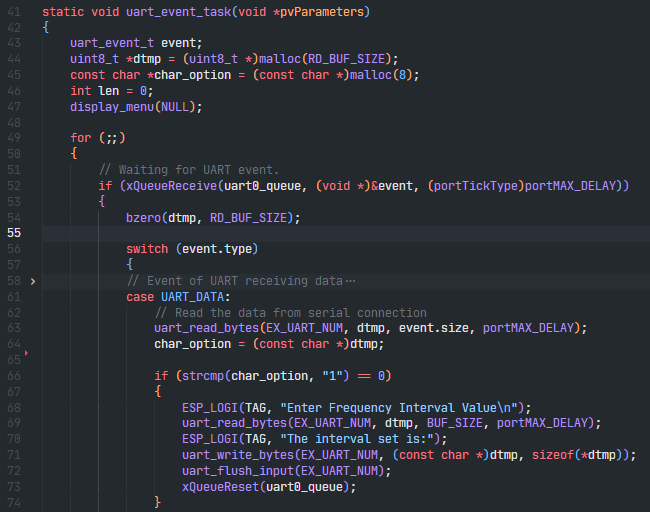 41 static void uart_event_task(void *pvParameters)
42 {
43     uart_event_t event;
44     uint8_t *dtmp = (uint8_t *)malloc(RD_BUF_SIZE);
45     const char *char_option = (const char *)malloc(8);
46     int len = 0;
47     display_menu(NULL);
48
49     for (;;)
50     {
51         // Waiting for UART event.
52         if (xQueueReceive(uart0_queue, (void *)&event, (portTickType)portMAX_DELAY))
53         {
54             bzero(dtmp, RD_BUF_SIZE);
55
56             switch (event.type)
57             {
58             // Event of UART receiving data…
61             case UART_DATA:
62                 // Read the data from serial connection
63                 uart_read_bytes(EX_UART_NUM, dtmp, event.size, portMAX_DELAY);
64                 char_option = (const char *)dtmp;
65
66                 if (strcmp(char_option, "1") == 0)
67                 {
68                     ESP_LOGI(TAG, "Enter Frequency Interval Value\n");
69                     uart_read_bytes(EX_UART_NUM, dtmp, BUF_SIZE, portMAX_DELAY);
70                     ESP_LOGI(TAG, "The interval set is:");
71                     uart_write_bytes(EX_UART_NUM, (const char *)dtmp, sizeof(*dtmp));
72                     uart_flush_input(EX_UART_NUM);
73                     xQueueReset(uart0_queue);
74                 }